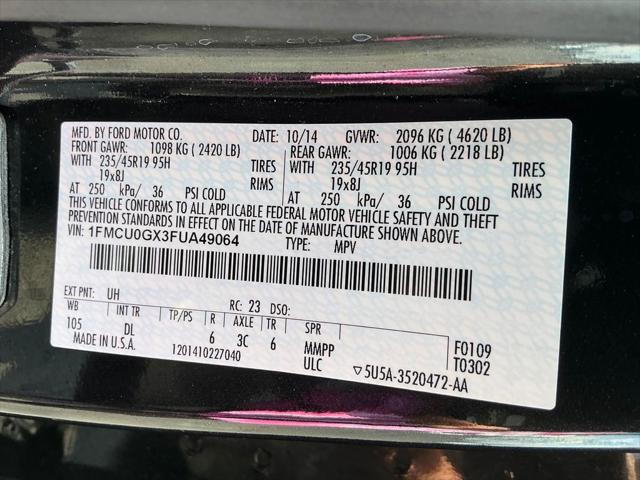 MFD. BY FORD MOTOR CO. DATE: 10/14 GVWR: 2096 KG ( 4620 LB)
FRONT GAWR: 1098 KG ( 2420 LB) REAR GAWR: 1006 KG ( 2218 LB)
WITH 235/45R19 95H TIRES WITH 235/45R19 95H TIRES
19x8J RIMS 19x8J RIMS
AT 250 kPa/ 36 PSI COLD AT 250 kPa/ 36 PSI COLD
THIS VEHICLE CONFORMS TO ALL APPLICABLE FEDERAL MOTOR VEHICLE SAFETY AND THEFT
PREVENTION STANDARDS IN EFFECT ON THE DATE OF MANUFACTURE SHOWN ABOVE.
VIN: 1FMCU0GX3FUA49064 TYPE: MPV
EXT PNT: UH RC: 23 DSO:
WB INT TR TP/PS R AXLE TR SPR F0109
105 DL 6 3C 6 MMPP T0302
MADE IN U.S.A. 1201410227040 ULC ▽5U5A-3520472-AA